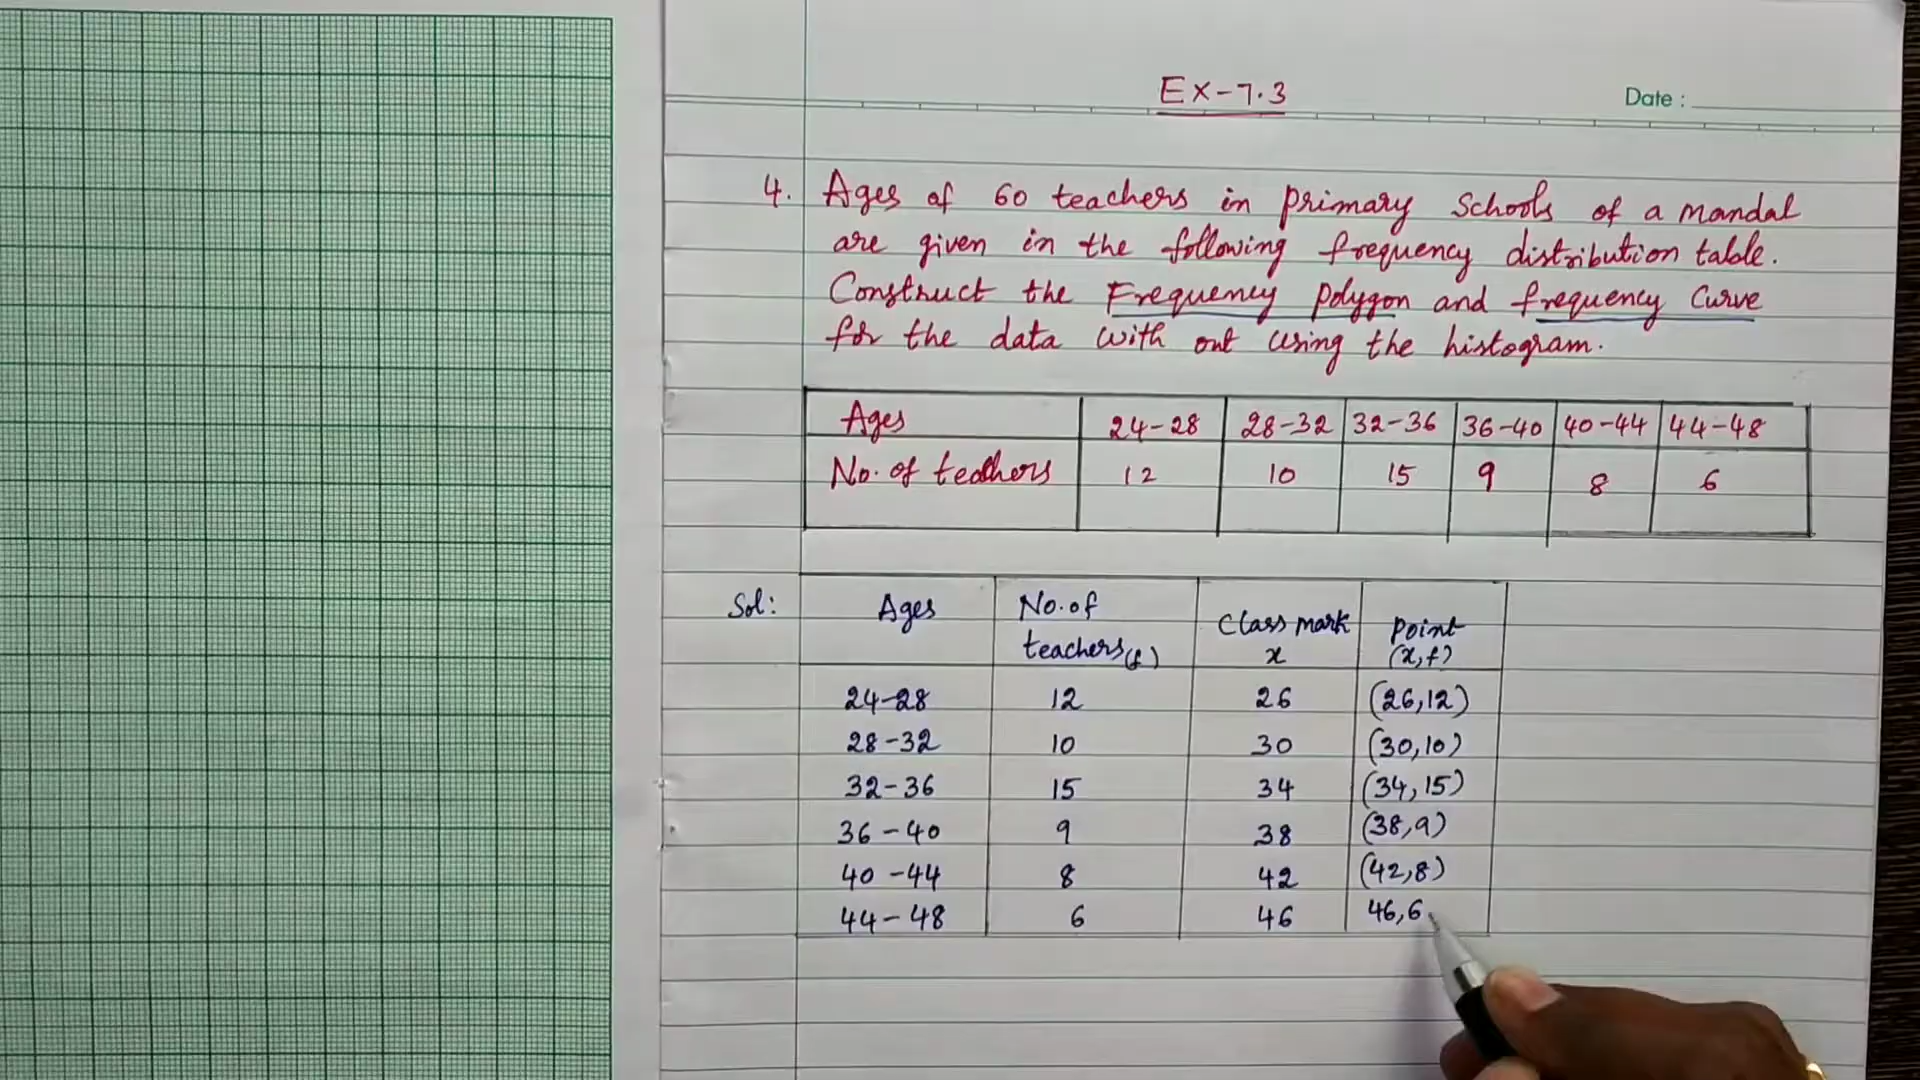 Ex-7.3
Date :
4. Ages of 60 teachers in primary schools of a mandal
are given in the following frequency distribution table.
Construct the Frequency polygon and frequency curve
for the data with out using the histogram.
Ages 24-28 28-32 32-36 36-40 40-44 44-48
No. of teachers 12 10 15 9 8 6
Sol: Ages No. of teachers (f) Class mark x Point (x,f)
24-28 12 26 (26,12)
28-32 10 30 (30,10)
32-36 15 34 (34,15)
36-40 9 38 (38,9)
40-44 8 42 (42,8)
44-48 6 46 46,6